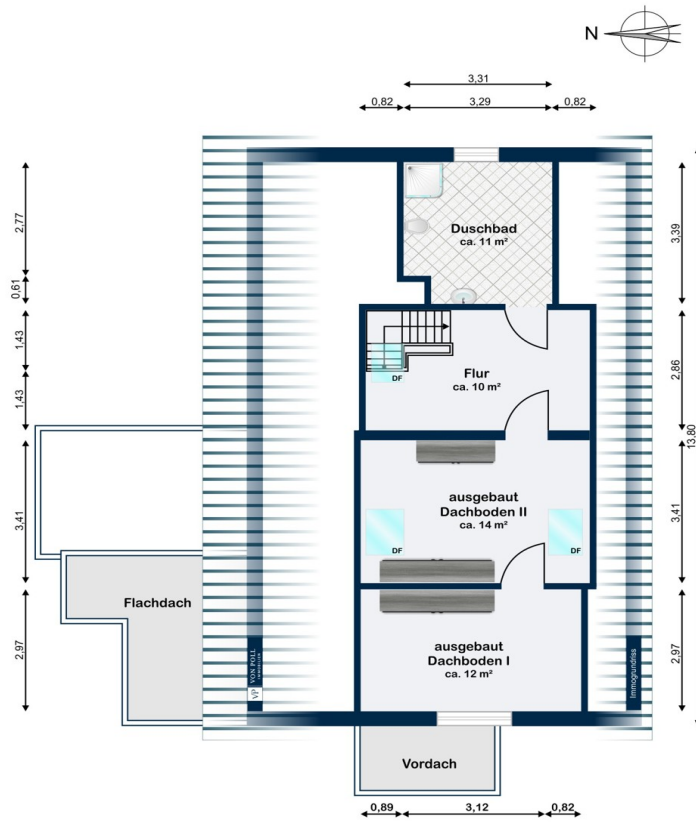 N
3,31
0,82
3,29
0,82
2,77
0,61
1,43
1,43
3,41
2,97
3,39
2,86
13,80
3,41
2,97
Duschbad
ca. 11 m²
Flur
ca. 10 m²
DF
ausgebaut
Dachboden II
ca. 14 m²
DF
DF
Flachdach
ausgebaut
Dachboden I
ca. 12 m²
VP VON POLL
IMMOBILIEN
Immogrundriss
Vordach
0,89
3,12
0,82